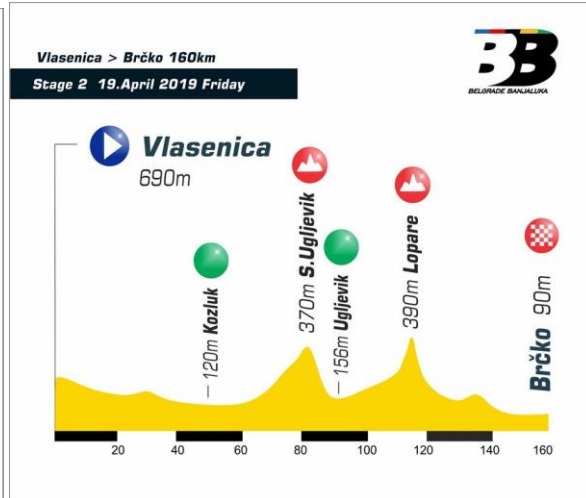 Vlasenica > Brčko 160km
Stage 2 19.April 2019 Friday
BB
BELGRADE BANJALUKA
Vlasenica
690m
120m Kozluk
370m S.Ugljevik
156m Ugljevik
390m Lopare
Brčko 90m
20 40 60 80 100 120 140 160